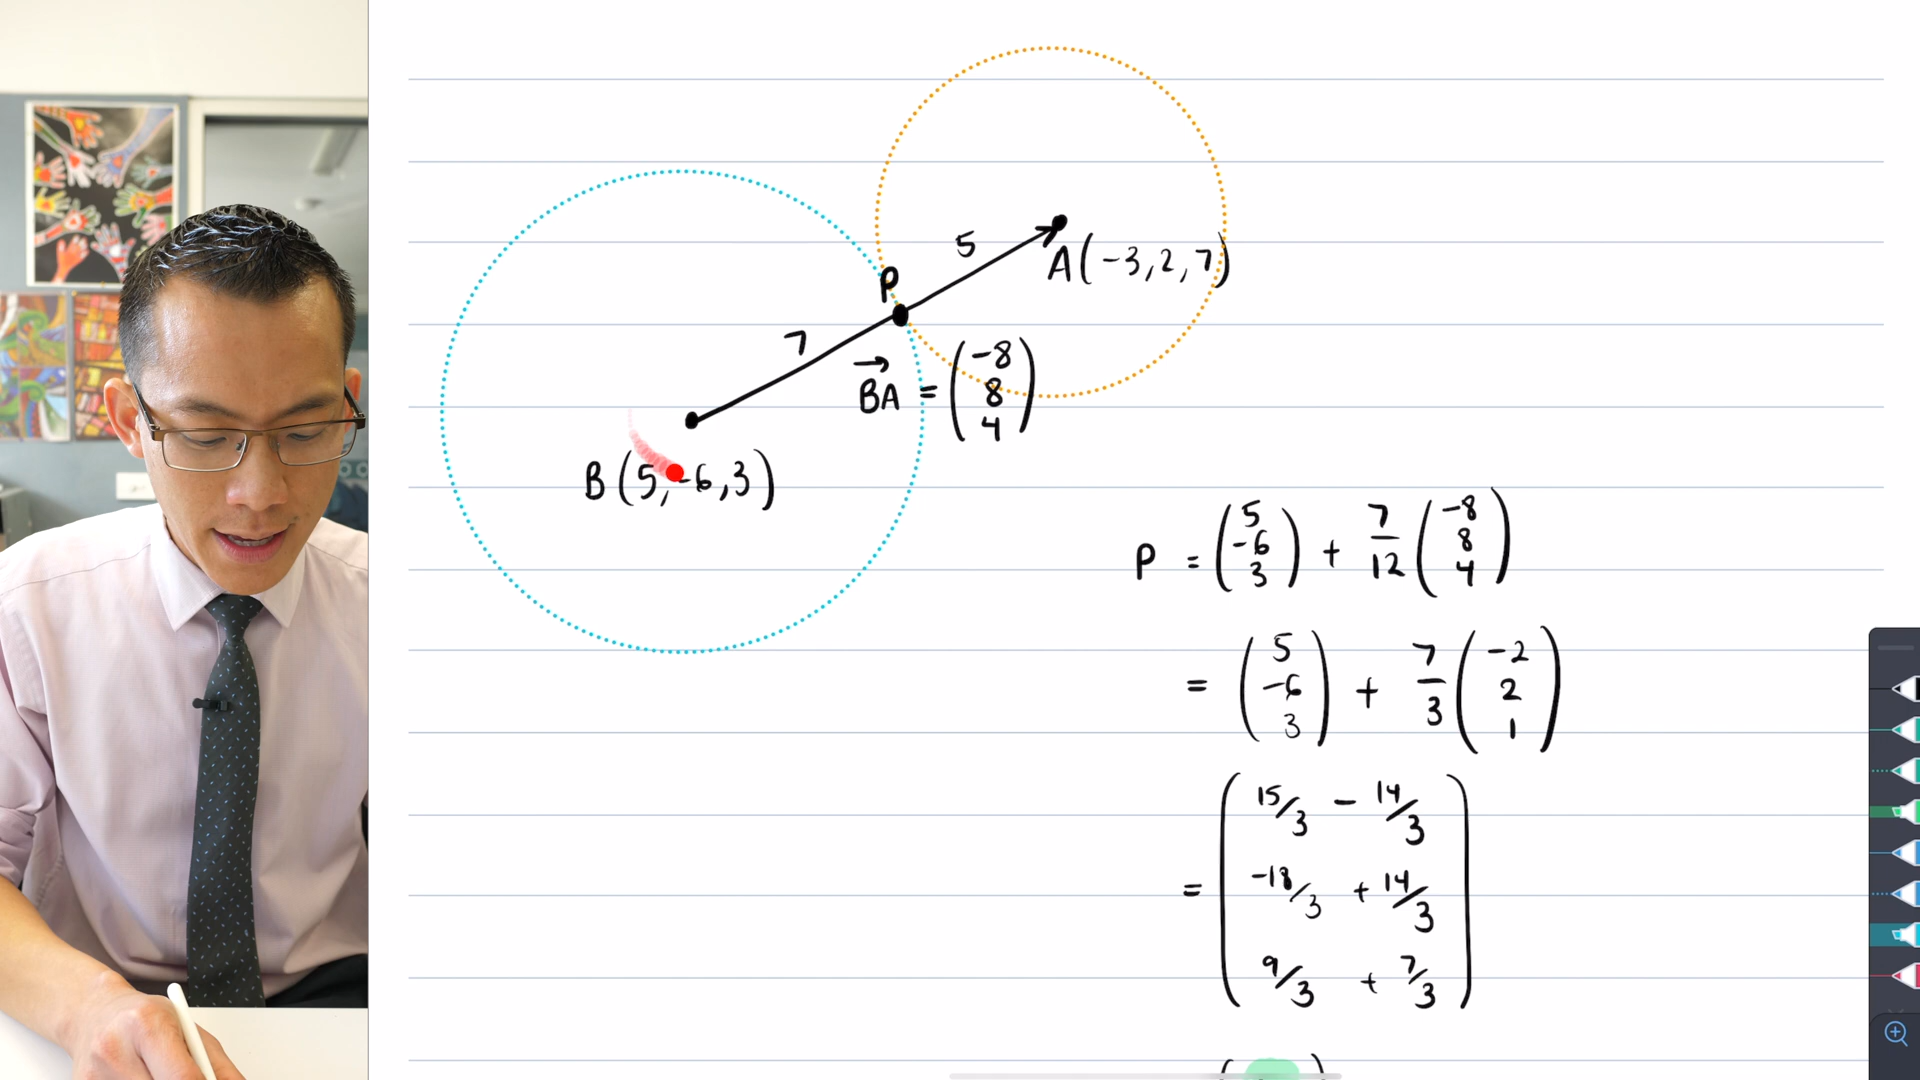 5
A(-3,2,7)
P
7
→
BA = (-8
8
4)
B(5,-6,3)
P = (5 -6 3) + 7/12 (-8 8 4)
= (5 -6 3) + 7/3 (-2 2 1)
= (15/3 - 14/3
-18/3 + 14/3
9/3 + 7/3)